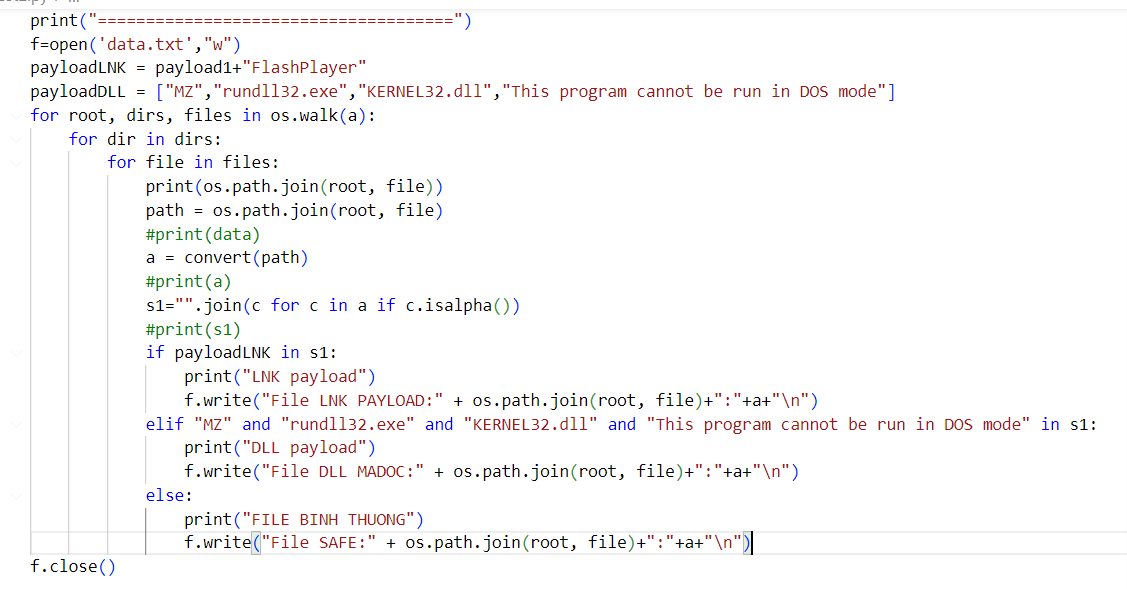 print("=====================================")
f=open('data.txt',"w")
payloadLNK = payload1+"FlashPlayer"
payloadDLL = ["MZ","rundll32.exe","KERNEL32.dll","This program cannot be run in DOS mode"]
for root, dirs, files in os.walk(a):
    for dir in dirs:
        for file in files:
            print(os.path.join(root, file))
            path = os.path.join(root, file)
            #print(data)
            a = convert(path)
            #print(a)
            s1="".join(c for c in a if c.isalpha())
            #print(s1)
            if payloadLNK in s1:
                print("LNK payload")
                f.write("File LNK PAYLOAD:" + os.path.join(root, file)+":"+a+"\n")
            elif "MZ" and "rundll32.exe" and "KERNEL32.dll" and "This program cannot be run in DOS mode" in s1:
                print("DLL payload")
                f.write("File DLL MADOC:" + os.path.join(root, file)+":"+a+"\n")
            else:
                print("FILE BINH THUONG")
                f.write("File SAFE:" + os.path.join(root, file)+":"+a+"\n")
f.close()